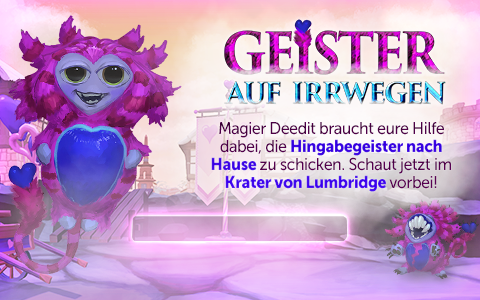 GEISTER
AUF IRRWEGEN
Magier Deedit braucht eure Hilfe
dabei, die Hingabegeister nach
Hause zu schicken. Schaut jetzt im
Krater von Lumbridge vorbei!